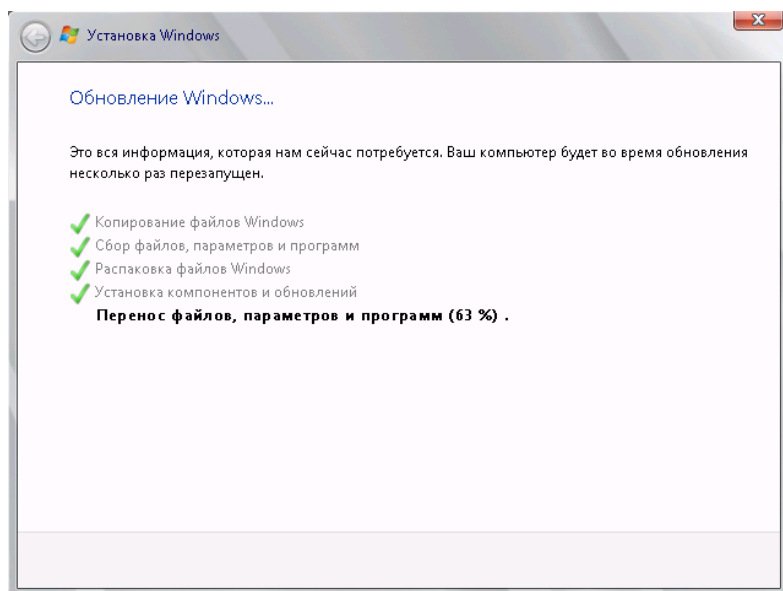 Установка Windows
Обновление Windows...
Это вся информация, которая нам сейчас потребуется. Ваш компьютер будет во время обновления
несколько раз перезапущен.
Копирование файлов Windows
Сбор файлов, параметров и программ
Распаковка файлов Windows
Установка компонентов и обновлений
Перенос файлов, параметров и программ (63 %) .